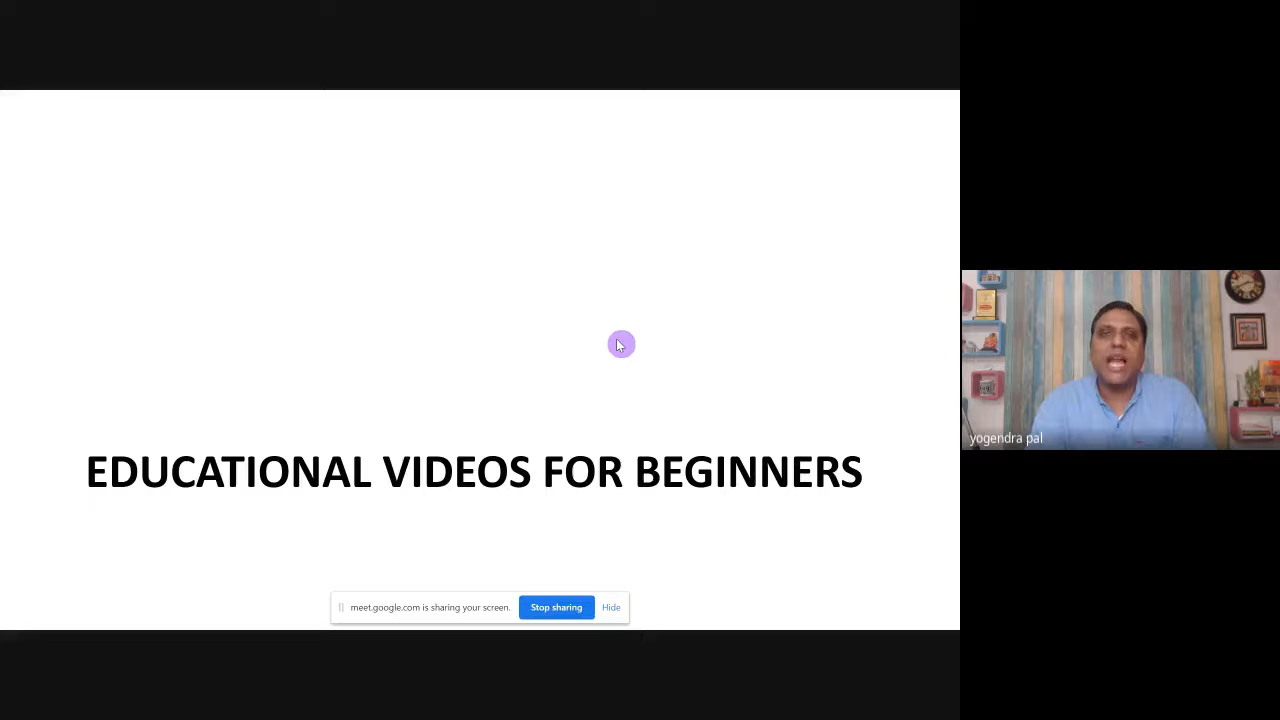 EDUCATIONAL VIDEOS FOR BEGINNERS
yogendra pal
meet.google.com is sharing your screen. Stop sharing Hide